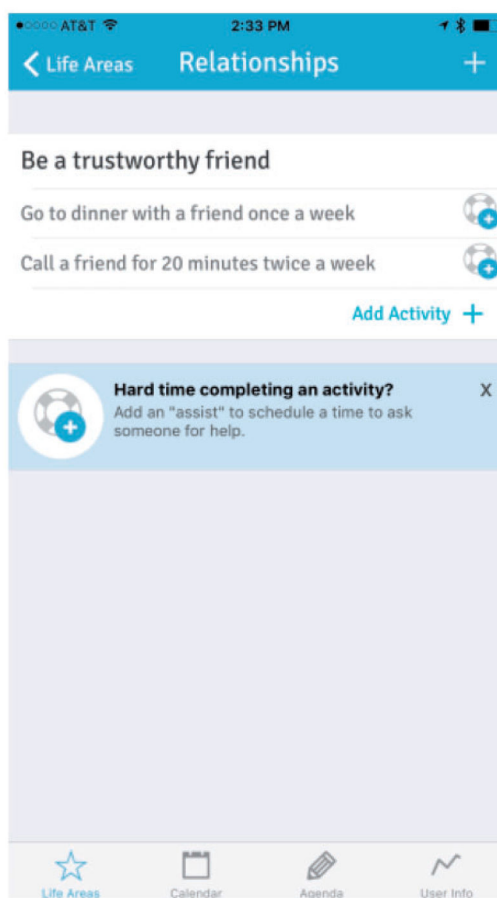 AT&T 2:33 PM
Life Areas Relationships +
Be a trustworthy friend
Go to dinner with a friend once a week
Call a friend for 20 minutes twice a week
Add Activity +
Hard time completing an activity? X
Add an "assist" to schedule a time to ask
someone for help.
Life Areas Calendar Agenda User Info